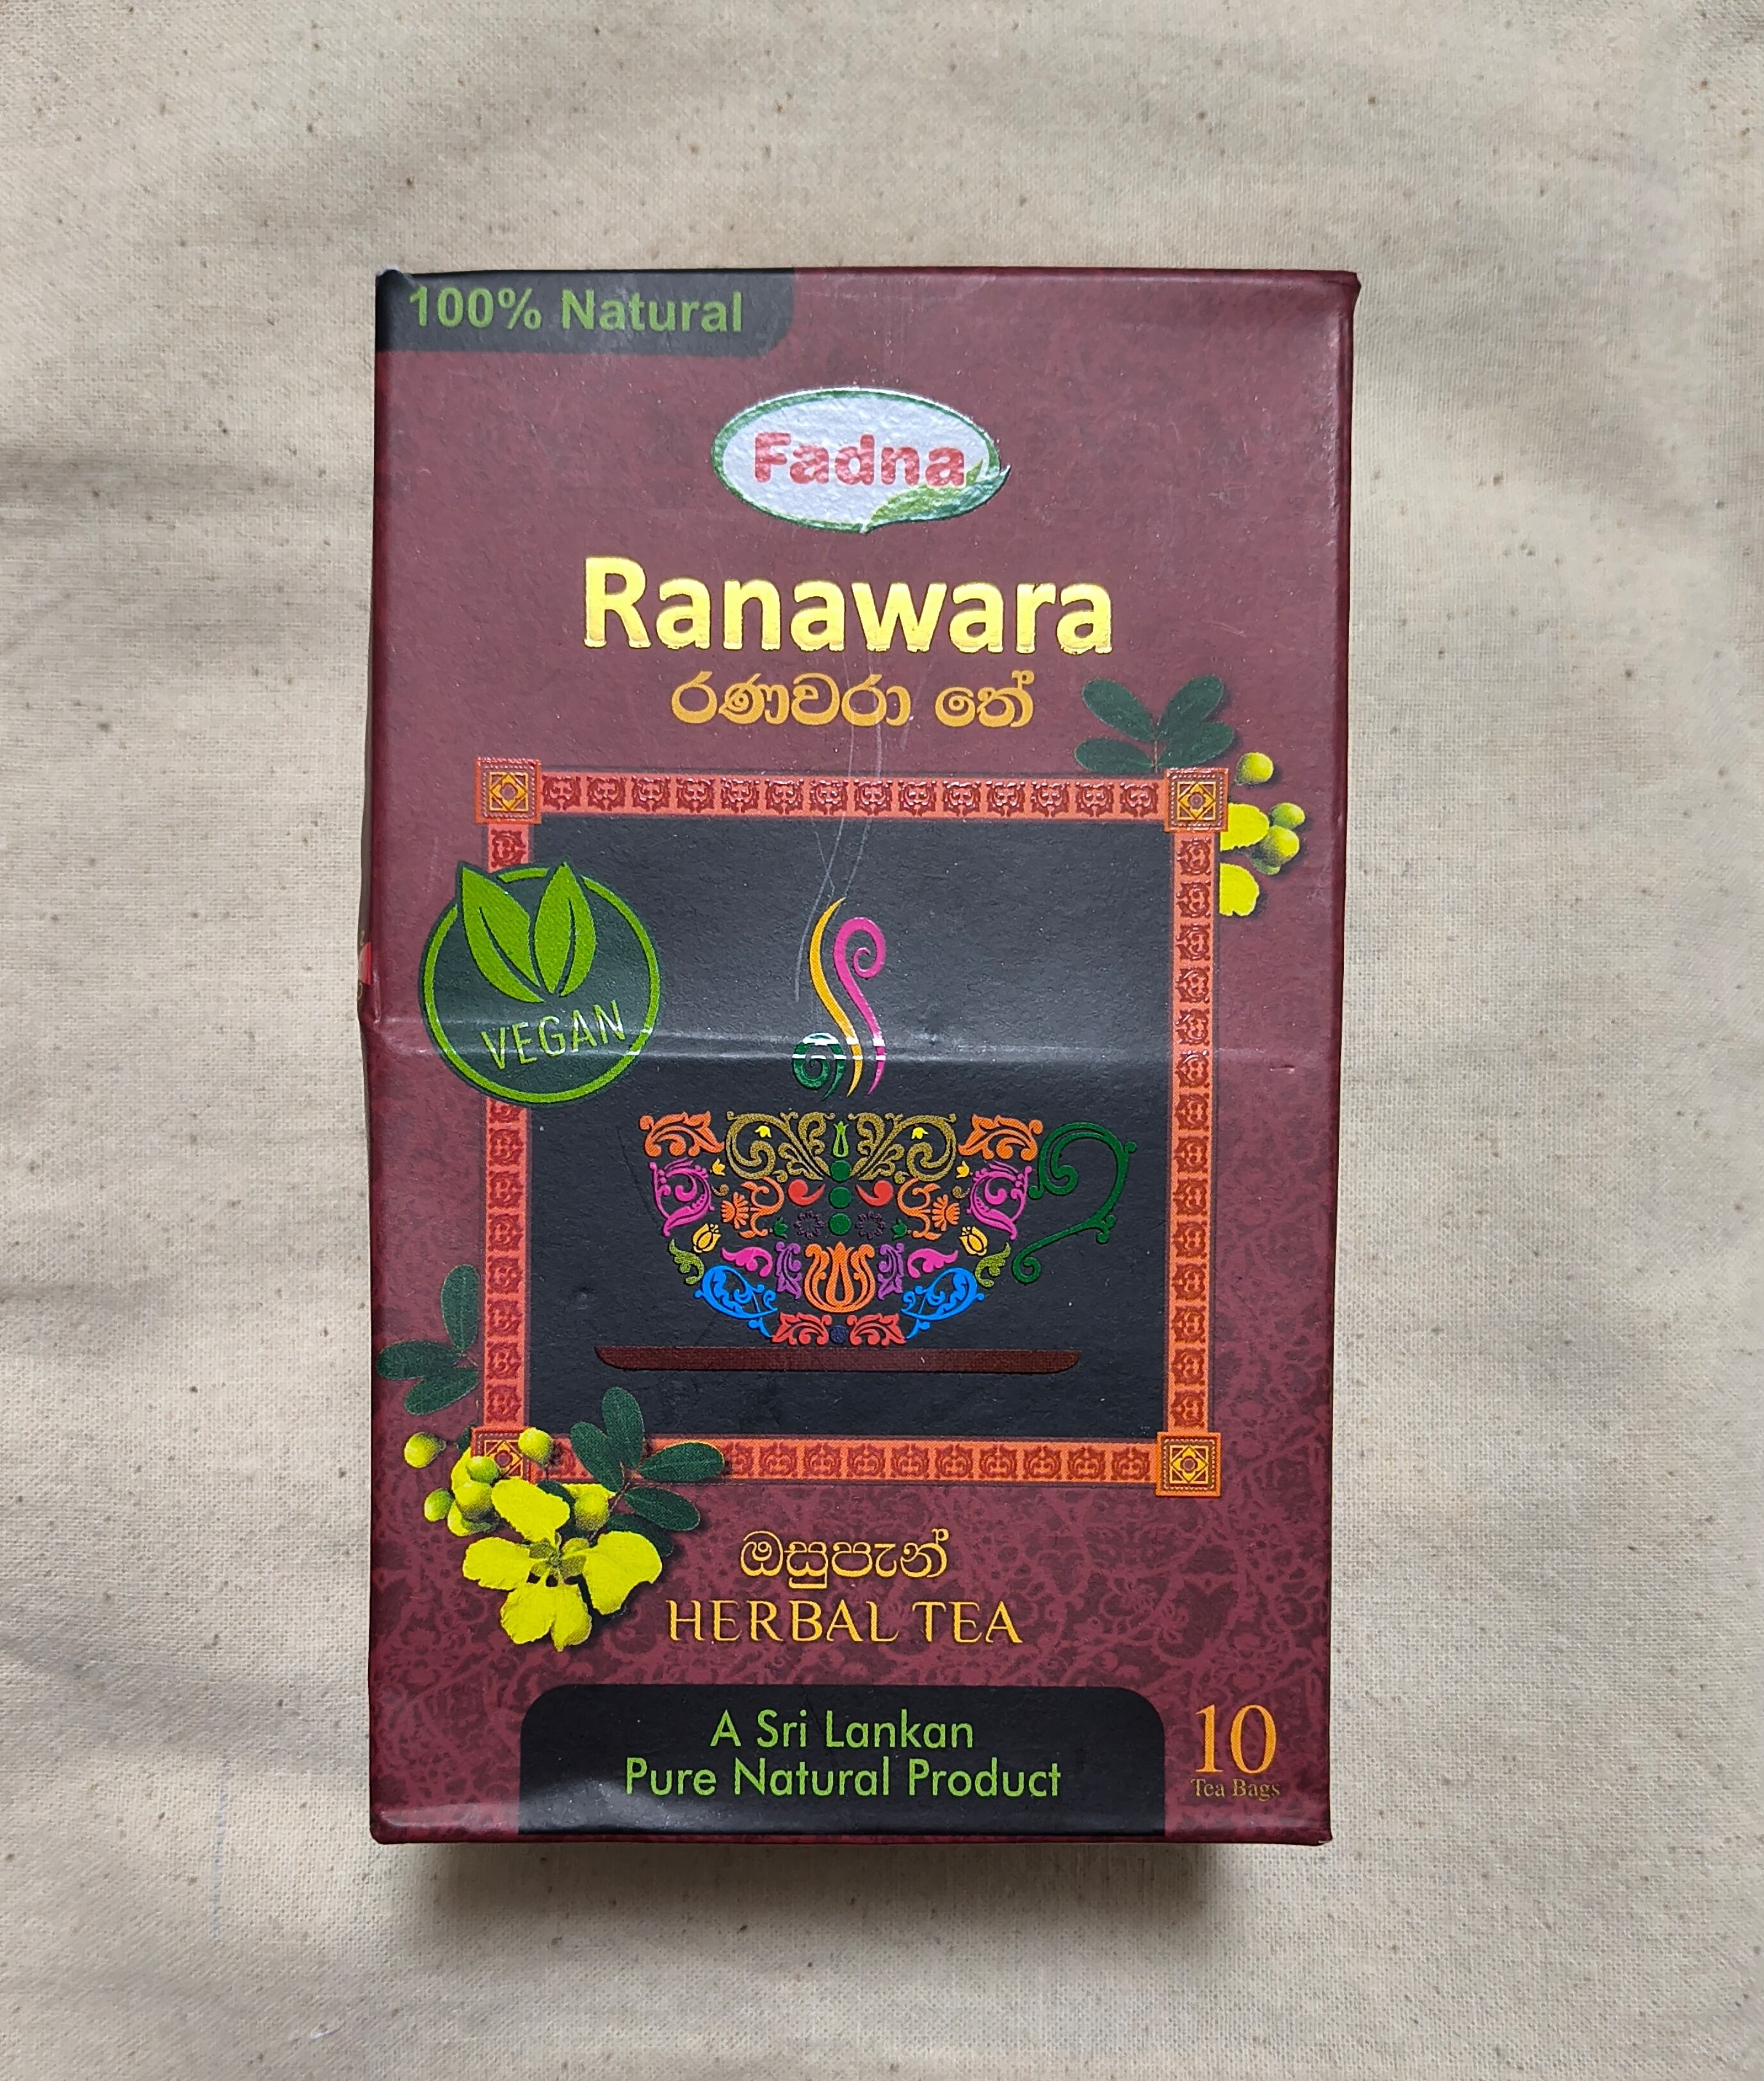 100% Natural
Fadna
Ranawara
රණවරා තේ
VEGAN
ඔසුපැන්
HERBAL TEA
A Sri Lankan
Pure Natural Product
10
Tea Bags